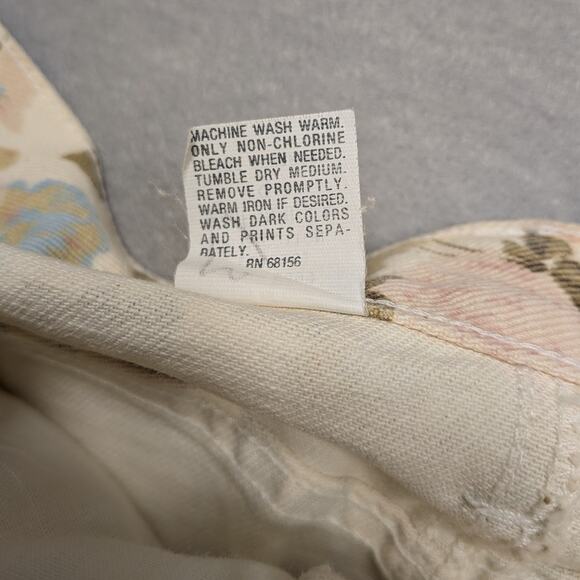 MACHINE WASH WARM.
ONLY NON-CHLORINE
BLEACH WHEN NEEDED.
TUMBLE DRY MEDIUM.
REMOVE PROMPTLY.
WARM IRON IF DESIRED.
WASH DARK COLORS
AND PRINTS SEPA-
RATELY.
RN 68156